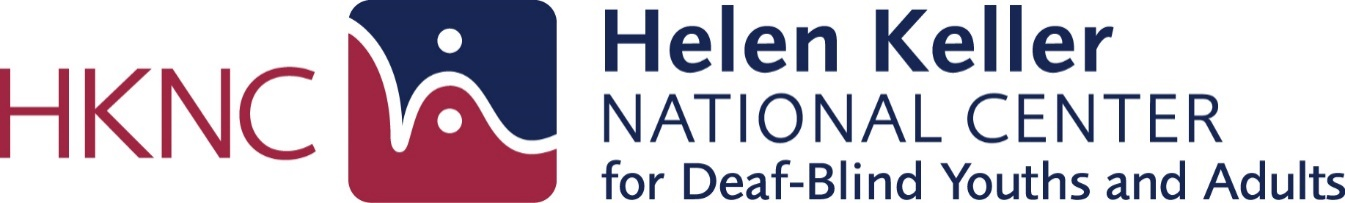 HKNC
Helen Keller
NATIONAL CENTER
for Deaf-Blind Youths and Adults